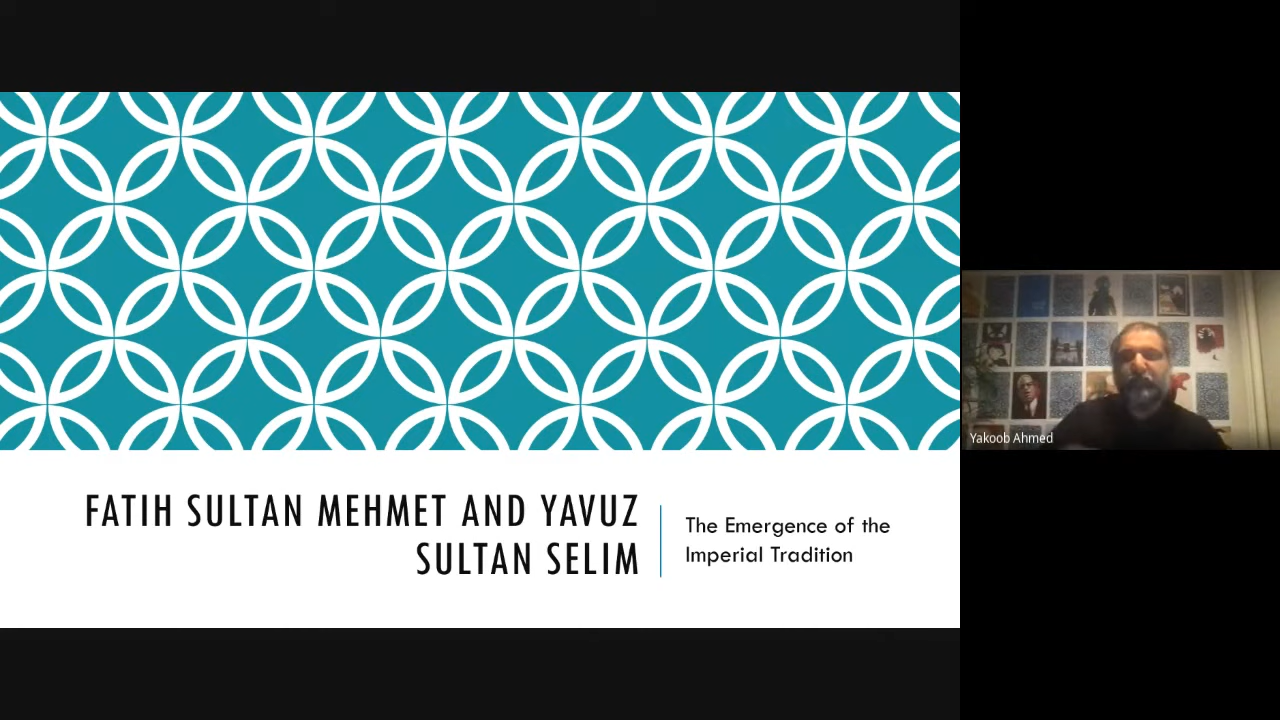 FATIH SULTAN MEHMET AND YAVUZ
SULTAN SELIM
The Emergence of the
Imperial Tradition
Yakoob Ahmed